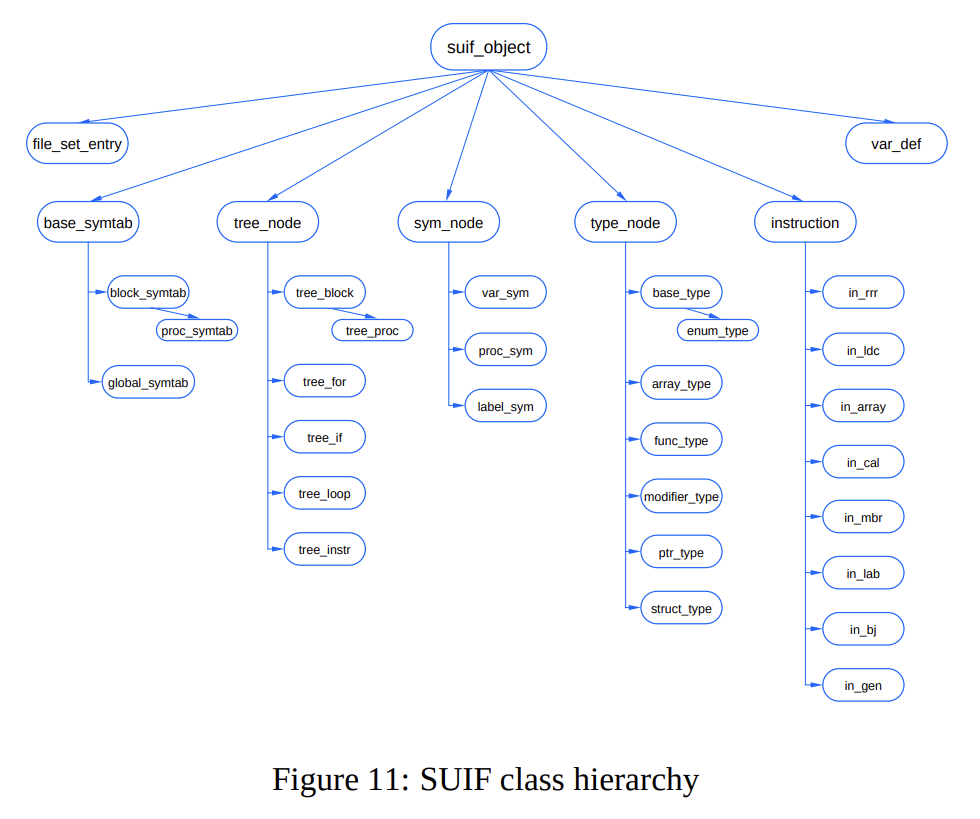 suif_object
file_set_entry
var_def
base_symtab
tree_node
sym_node
type_node
instruction
block_symtab
proc_symtab
global_symtab
tree_block
tree_proc
tree_for
tree_if
tree_loop
tree_instr
var_sym
proc_sym
label_sym
base_type
enum_type
array_type
func_type
modifier_type
ptr_type
struct_type
in_rrr
in_ldc
in_array
in_cal
in_mbr
in_lab
in_bj
in_gen
Figure 11: SUIF class hierarchy